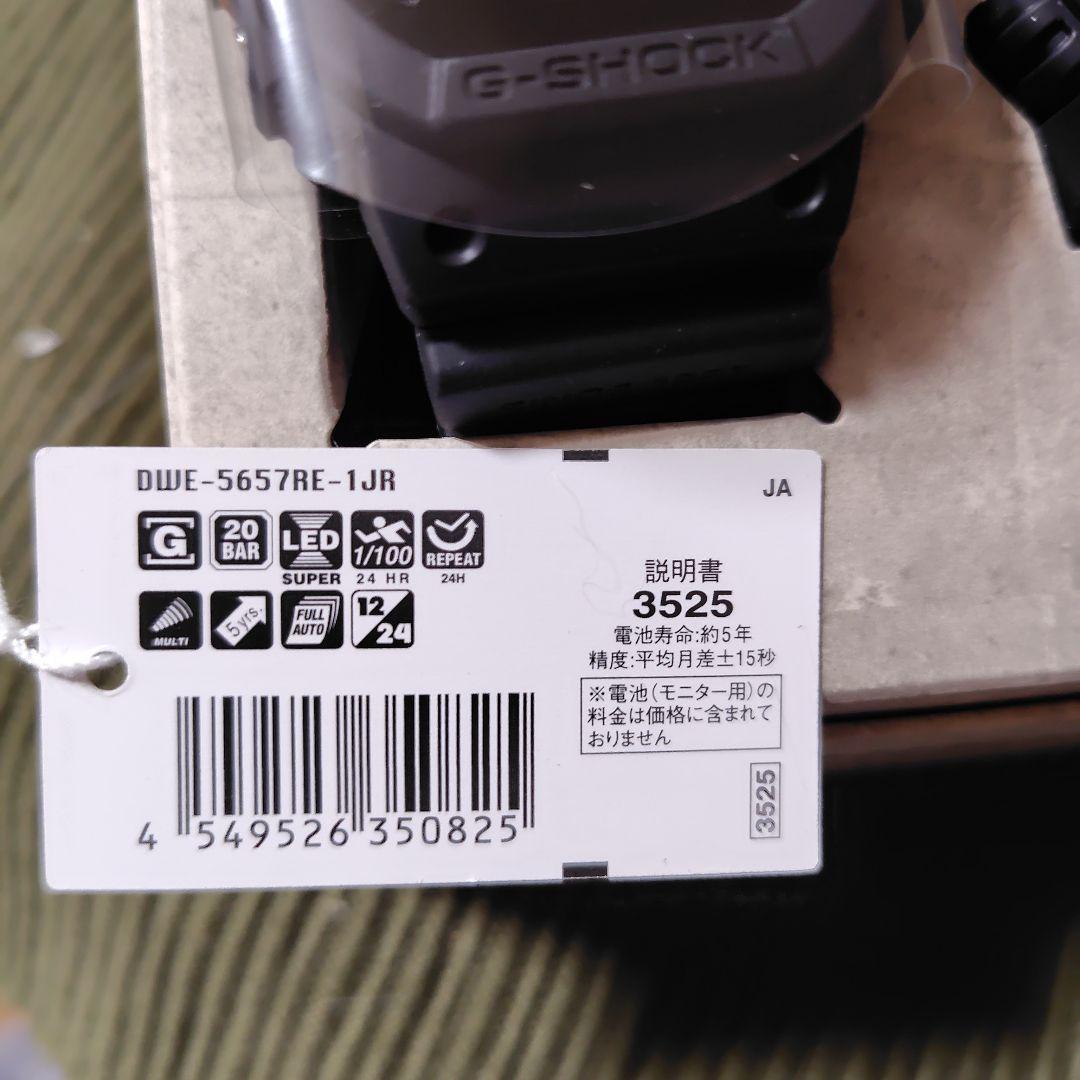 G-SHOCK
DWE-5657RE-1JR
JA
G
20
BAR
LED
SUPER
1/100
24 HR
REPEAT
24H
MULTI
5yrs.
FULL
AUTO
12/24
説明書
3525
電池寿命:約5年
精度:平均月差±15秒
※電池(モニター用)の
料金は価格に含まれて
おりません
3525
4 549526 350825